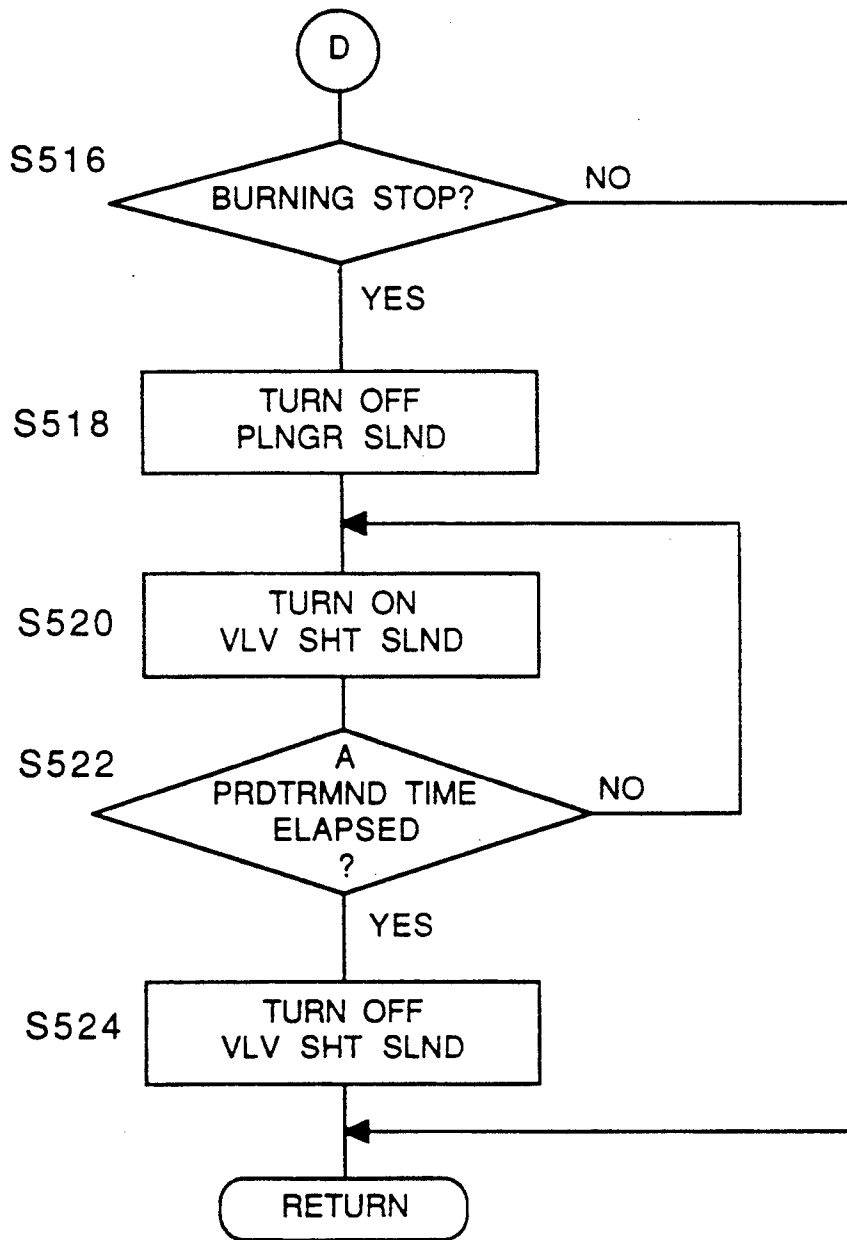 D
S516
BURNING STOP?
NO
YES
S518
TURN OFF
PLNGR SLND
S520
TURN ON
VLV SHT SLND
S522
A
PRDTRMND TIME
ELAPSED
?
NO
YES
S524
TURN OFF
VLV SHT SLND
RETURN